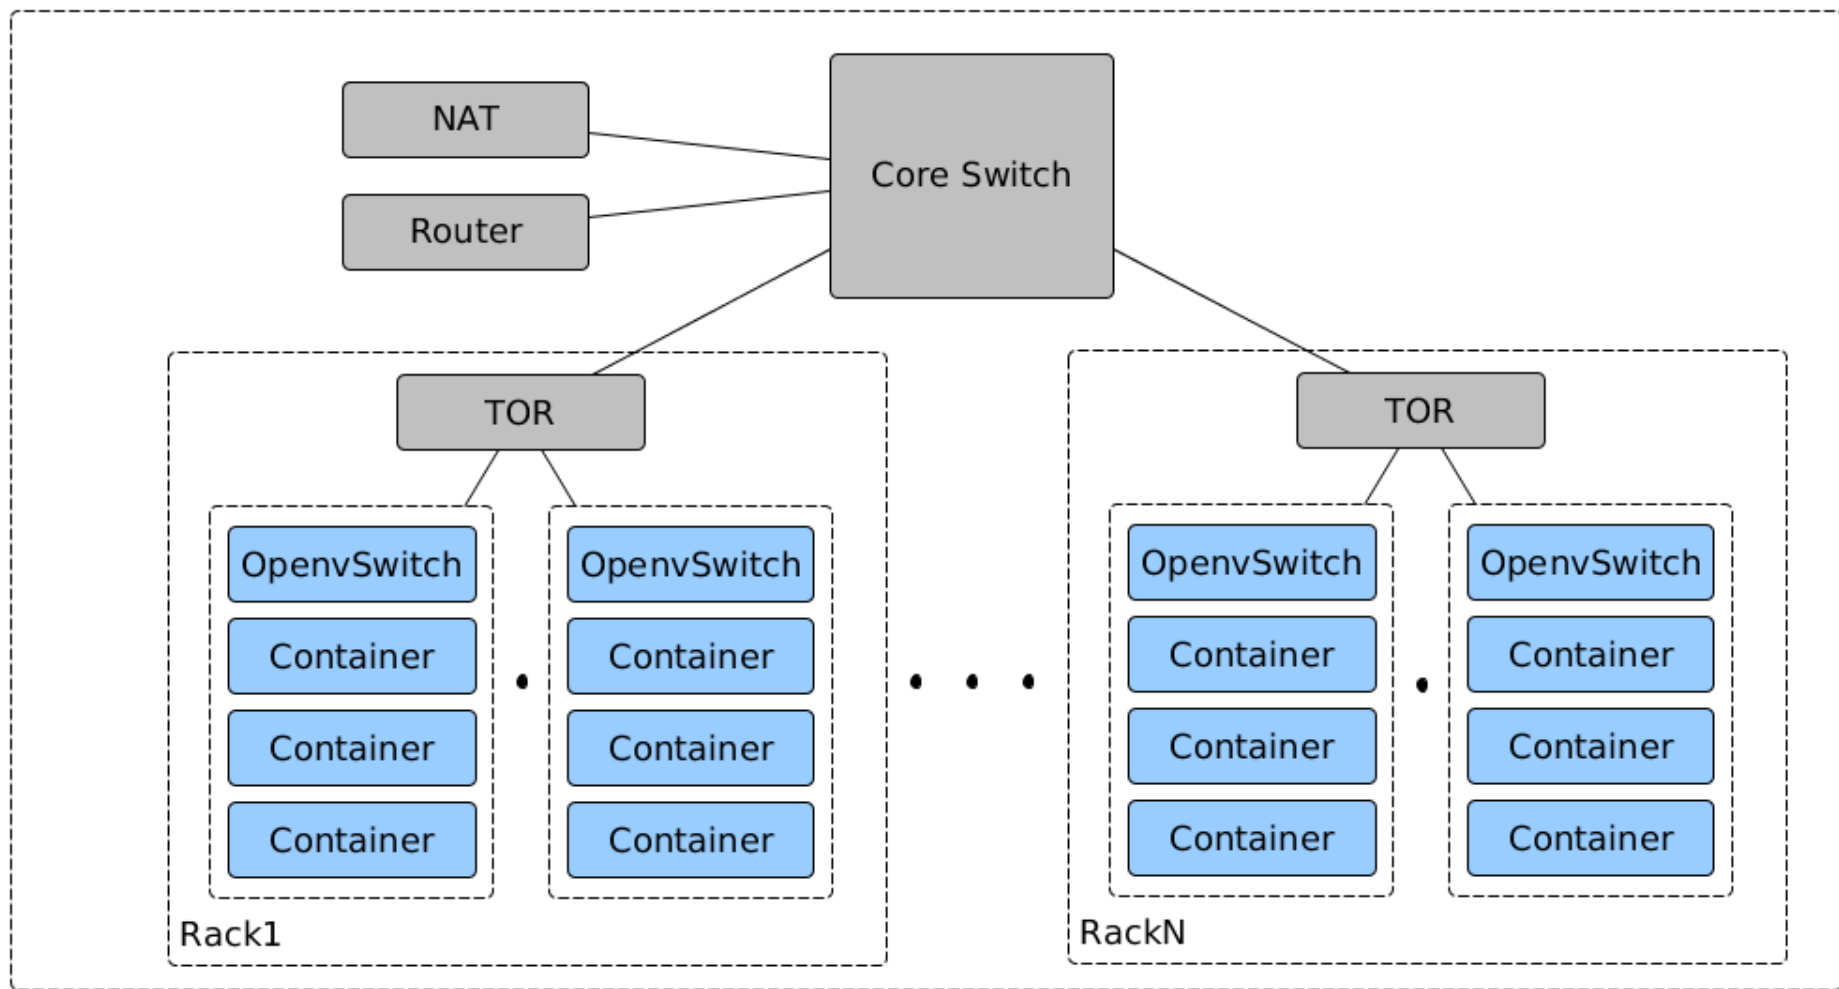 NAT
Core Switch
Router
TOR
TOR
OpenvSwitch
OpenvSwitch
OpenvSwitch
OpenvSwitch
Container
Container
Container
Container
Container
Container
Container
Container
Container
Container
Container
Container
Rack1
RackN